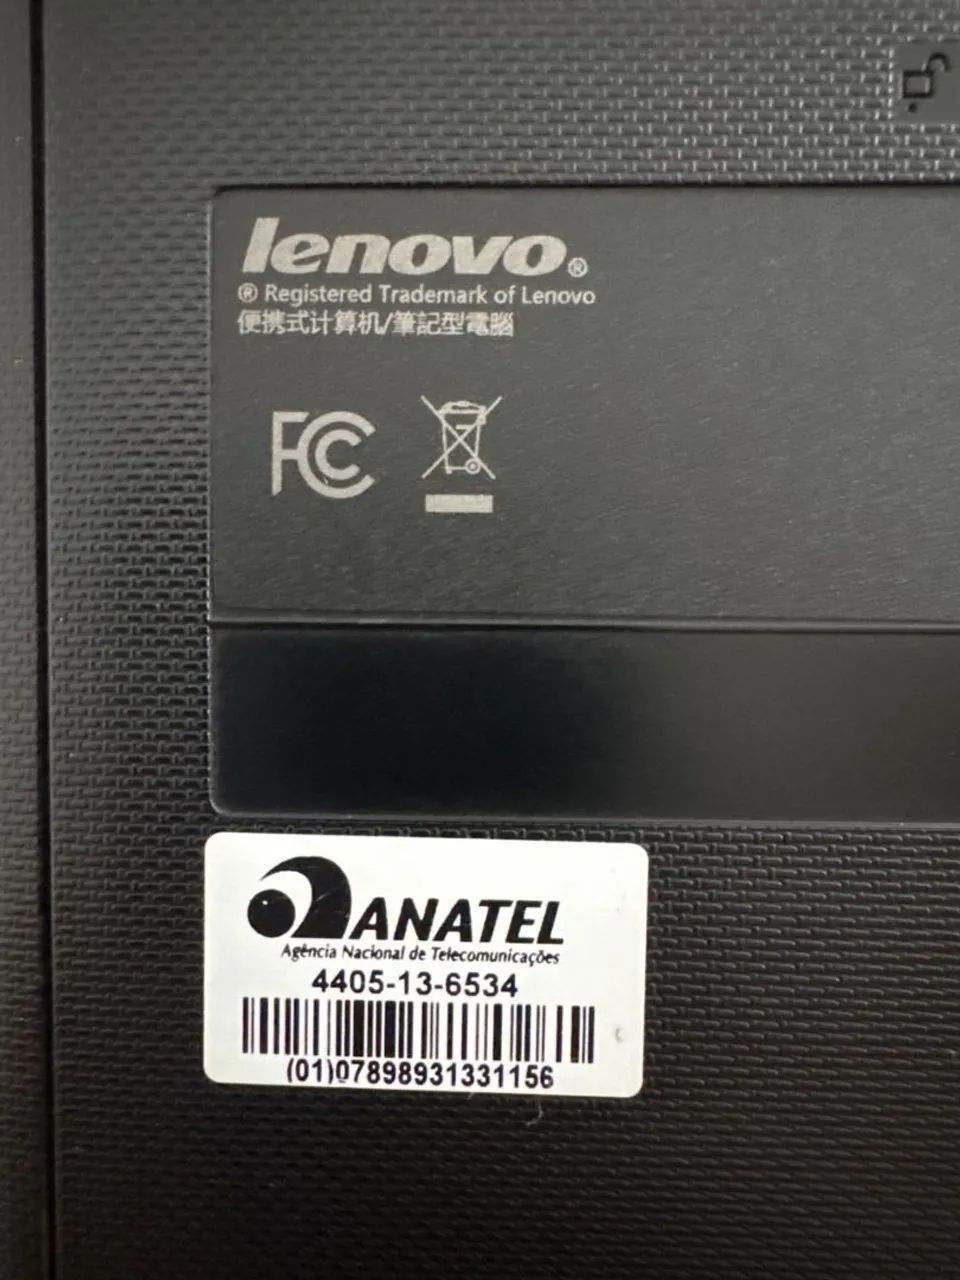 lenovo®
® Registered Trademark of Lenovo
便携式计算机/筆記型電腦
FC
ANATEL
Agência Nacional de Telecomunicações
4405-13-6534
(01)07898931331156